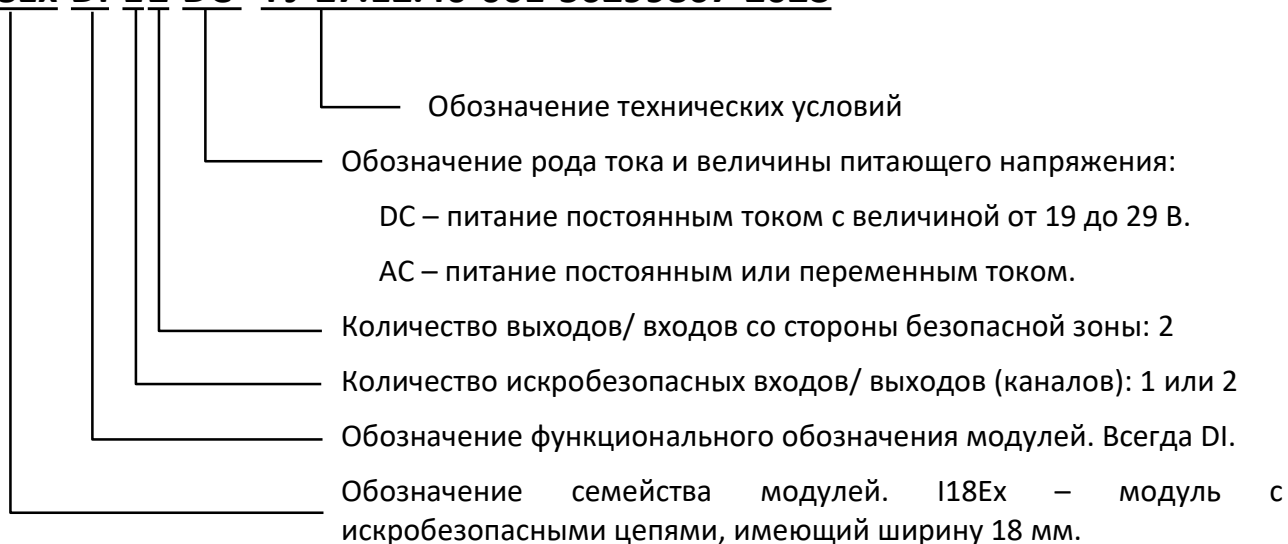 Обозначение технических условий
Обозначение рода тока и величины питающего напряжения:
DC – питание постоянным током с величиной от 19 до 29 В.
AC – питание постоянным или переменным током.
Количество выходов/ входов со стороны безопасной зоны: 2
Количество искробезопасных входов/ выходов (каналов): 1 или 2
Обозначение функционального обозначения модулей. Всегда DI.
Обозначение семейства модулей. I18Ex – модуль с
искробезопасными цепями, имеющий ширину 18 мм.